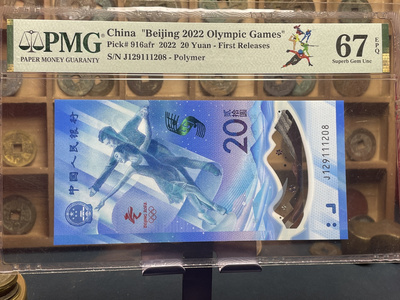 PMG
PAPER MONEY GUARANTY
China "Beijing 2022 Olympic Games"
Pick# 916afr 2022 20 Yuan - First Releases
S/N J129111208 - Polymer
67 EPQ
Superb Gem Unc
中国人民银行
20
贰拾圆
J129111208
BEIJING 2022